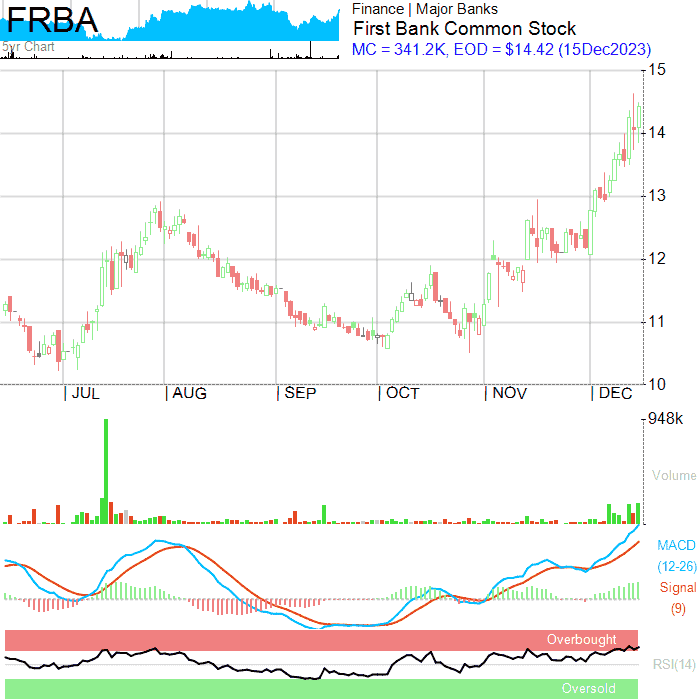 FRBA
5yr Chart
Finance | Major Banks
First Bank Common Stock
MC = 341.2K, EOD = $14.42 (15Dec2023)
15
14
13
12
11
10
| JUL | AUG | SEP | OCT | NOV | DEC
948k
Volume
MACD
(12-26)
Signal
(9)
Overbought
RSI(14)
Oversold